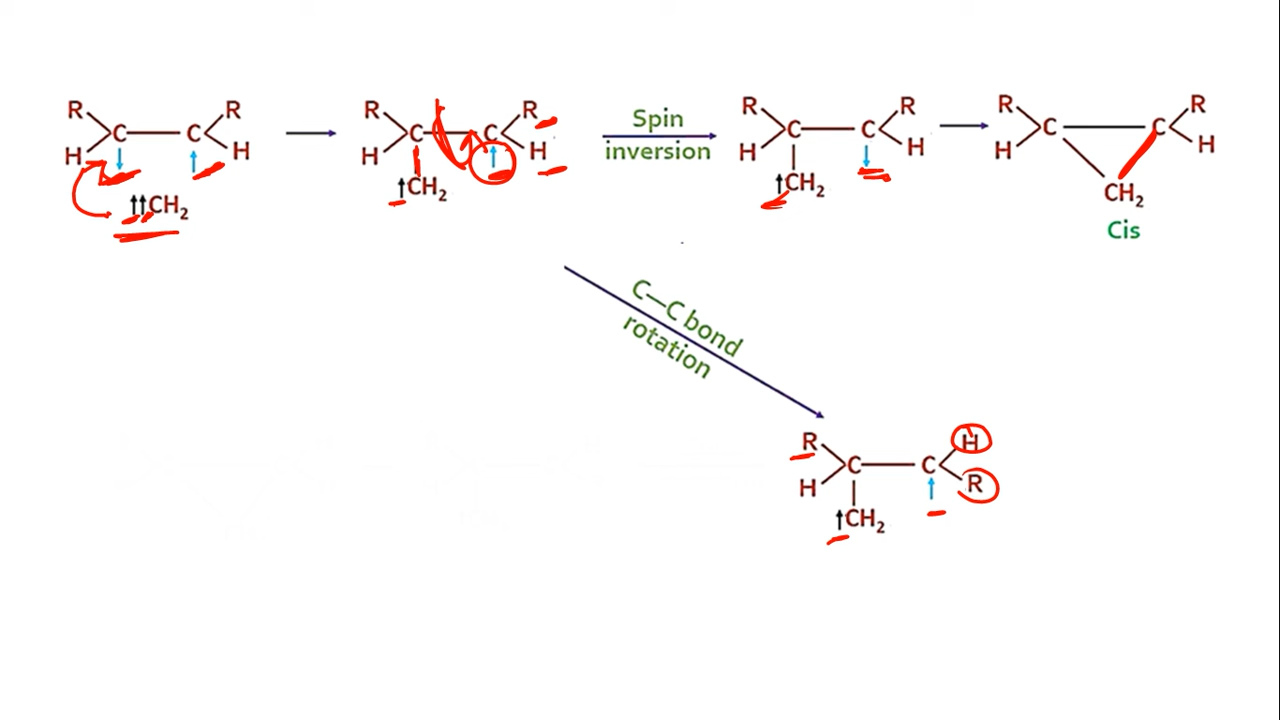 R R R R R R R R
C C C C C C C C
H H H H H H H H
↑↑CH₂ ↑CH₂ ↑CH₂ CH₂
Spin
inversion
Cis
C—C bond
rotation
R H
C C
H R
↑CH₂